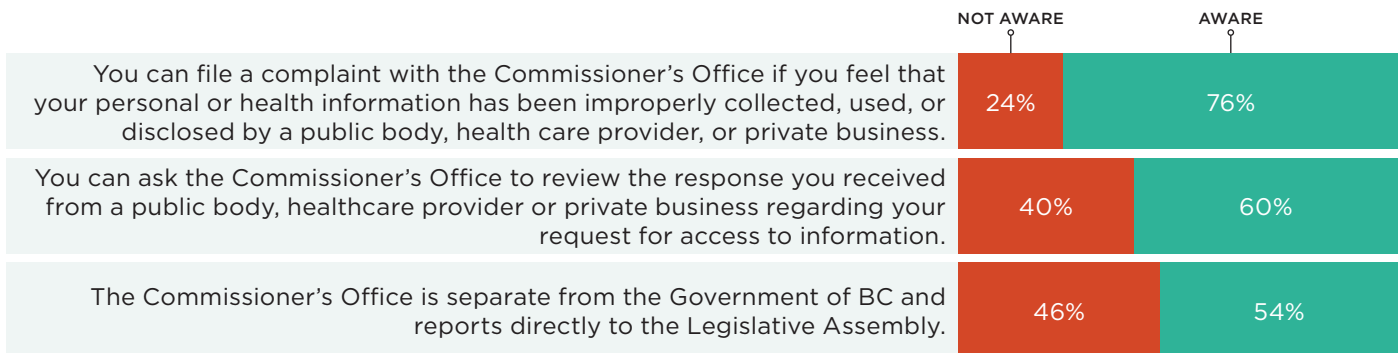 NOT AWARE AWARE
You can file a complaint with the Commissioner’s Office if you feel that
your personal or health information has been improperly collected, used, or
disclosed by a public body, health care provider, or private business.
24% 76%
You can ask the Commissioner’s Office to review the response you received
from a public body, healthcare provider or private business regarding your
request for access to information.
40% 60%
The Commissioner’s Office is separate from the Government of BC and
reports directly to the Legislative Assembly.
46% 54%